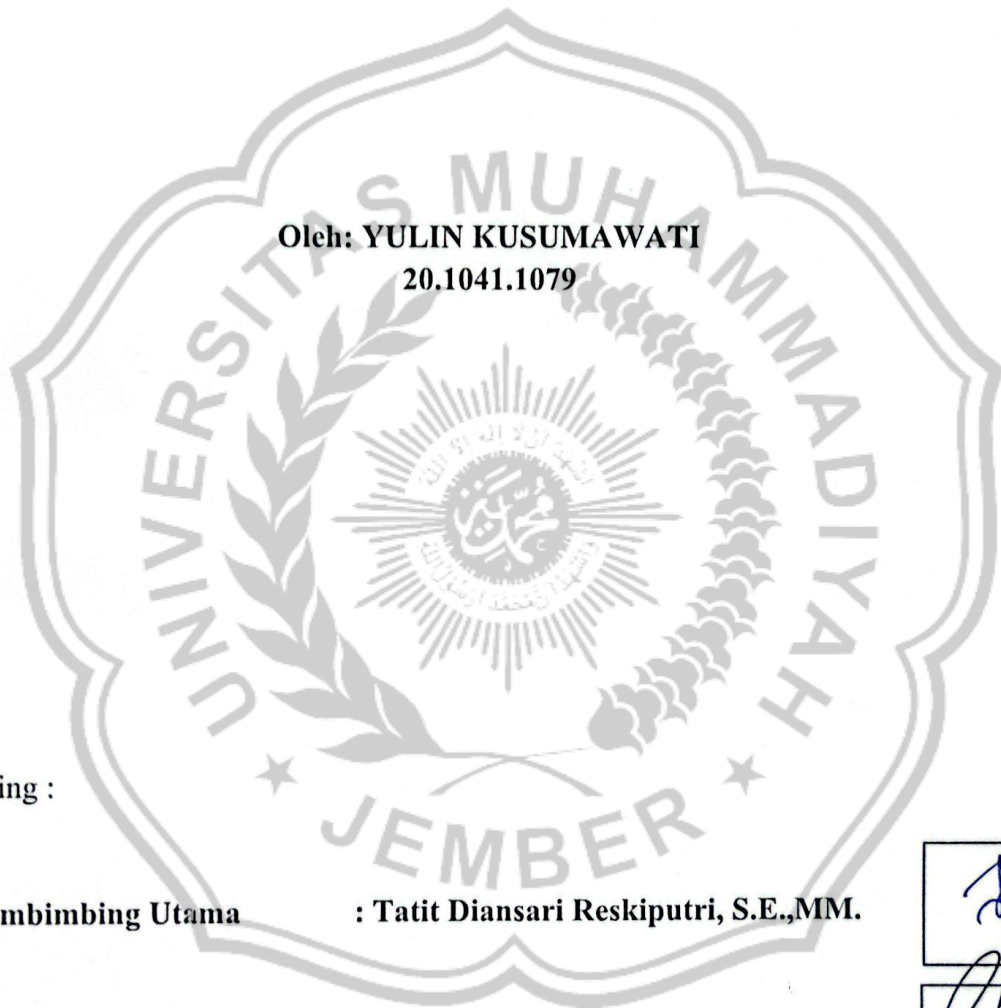 UNIVERSITAS MUHAMMADIYAH
Oleh: YULIN KUSUMAWATI
20.1041.1079
ing :
mbimbing Utama : Tatit Diansari Reskiputri, S.E.,MM.
JEMBER